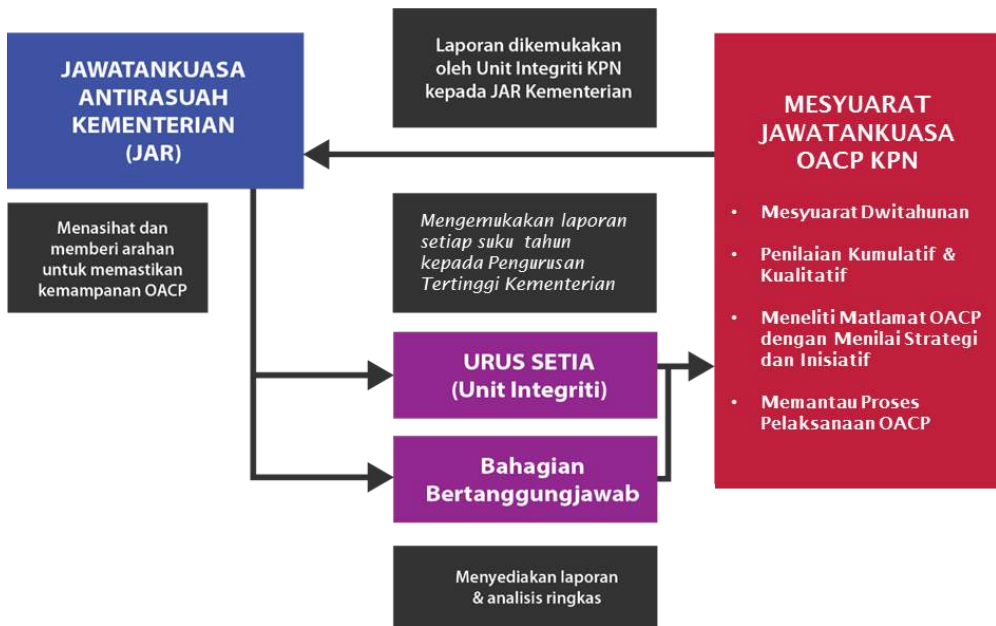 JAWATANKUASA
ANTIRASUAH
KEMENTERIAN
(JAR)
Menasihat dan
memberi arahan
untuk memastikan
kemampanan OACP
Laporan dikemukakan
oleh Unit Integriti KPN
kepada JAR Kementerian
Mengemukakan laporan
setiap suku tahun
kepada Pengurusan
Tertinggi Kementerian
URUS SETIA
(Unit Integriti)
Bahagian
Bertanggungjawab
Menyediakan laporan
& analisis ringkas
MESYUARAT
JAWATANKUASA
OACP KPN
• Mesyuarat Dwitahunan
• Penilaian Kumulatif &
Kualitatif
• Meneliti Matlamat OACP
dengan Menilai Strategi
dan Inisiatif
• Memantau Proses
Pelaksanaan OACP